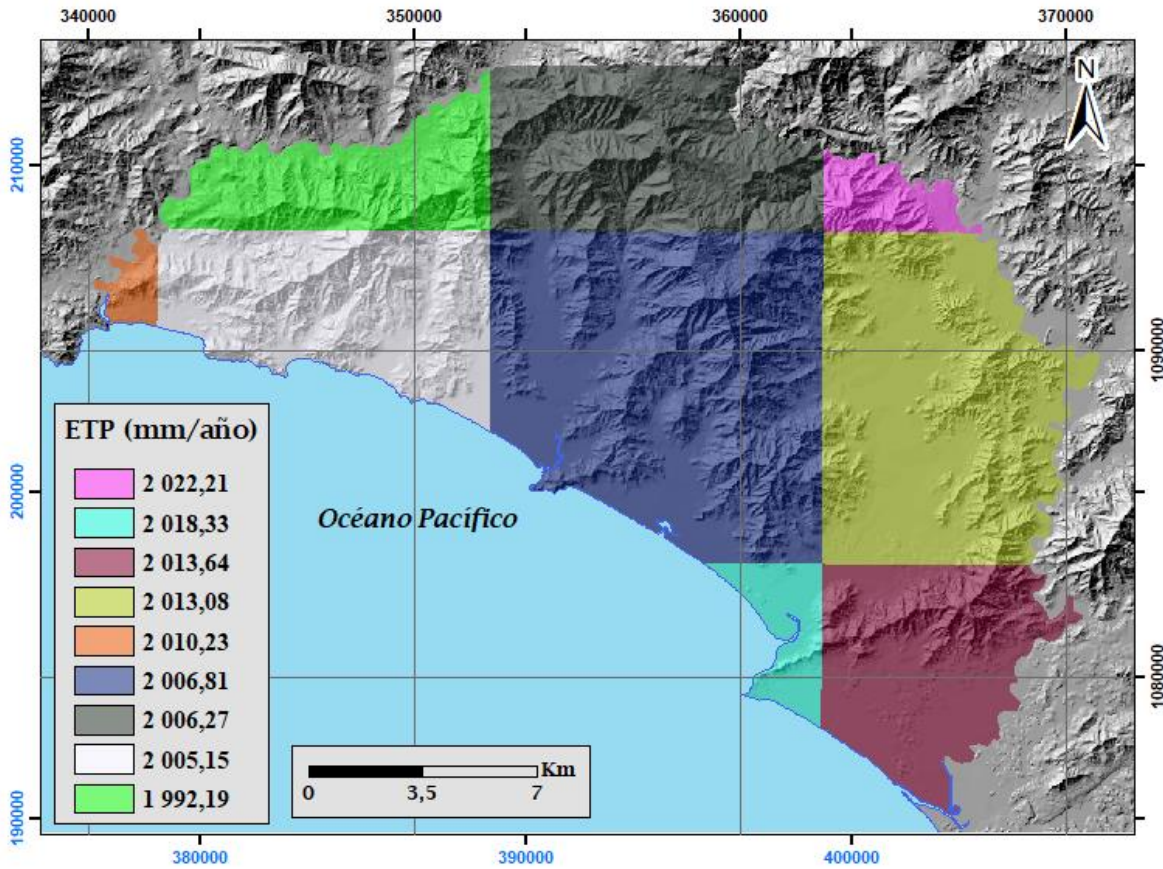 340000 350000 360000 370000
N
210000
1090000
ETP (mm/año)
2 022,21
2 018,33
2 013,64
2 013,08
2 010,23
2 006,81
2 006,27
2 005,15
1 992,19
200000
Océano Pacífico
1080000
Km
0 3,5 7
190000
380000 390000 400000